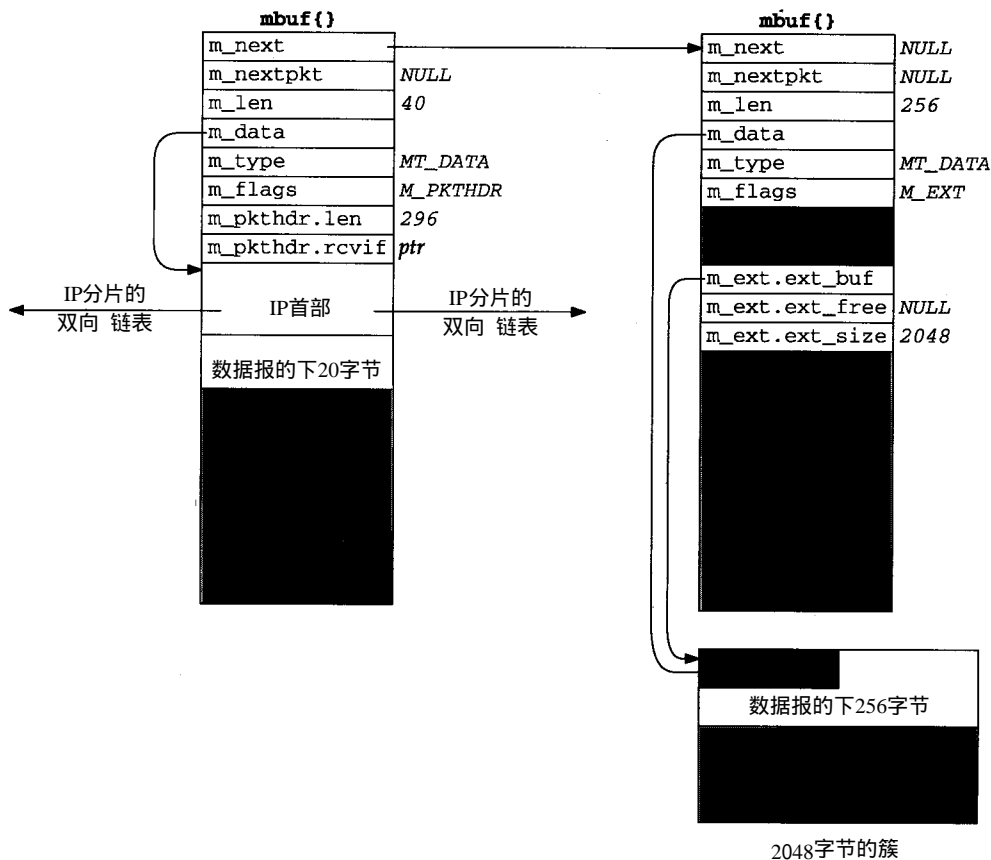 mbuf{}
m_next
m_nextpkt NULL
m_len 40
m_data
m_type MT_DATA
m_flags M_PKTHDR
m_pkthdr.len 296
m_pkthdr.rcvif ptr
IP分片的
双向 链表
IP首部
IP分片的
双向 链表
数据报的下20字节
mbuf{}
m_next NULL
m_nextpkt NULL
m_len 256
m_data
m_type MT_DATA
m_flags M_EXT
m_ext.ext_buf
m_ext.ext_free NULL
m_ext.ext_size 2048
数据报的下256字节
2048字节的簇